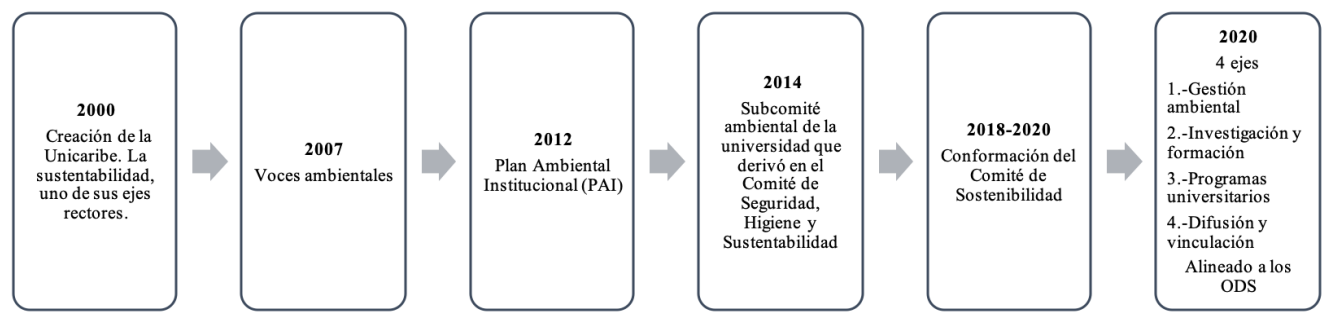 2000
Creación de la
Unicaribe. La
sustentabilidad,
uno de sus ejes
rectores.
2007
Voces ambientales
2012
Plan Ambiental
Institucional (PAI)
2014
Subcomité
ambiental de la
universidad que
derivó en el
Comité de
Seguridad,
Higiene y
Sustentabilidad
2018-2020
Conformación del
Comité de
Sostenibilidad
2020
4 ejes
1.-Gestión
ambiental
2.-Investigación y
formación
3.-Programas
universitarios
4.-Difusión y
vinculación
Alineado a los
ODS